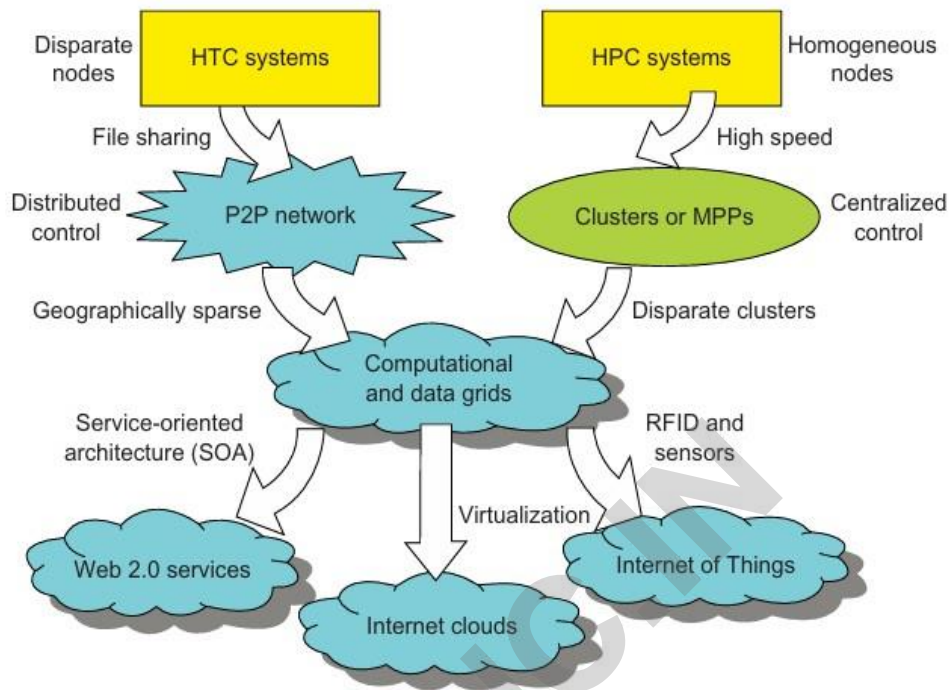 Disparate
nodes
HTC systems
HPC systems
Homogeneous
nodes
File sharing
High speed
Distributed
control
P2P network
Clusters or MPPs
Centralized
control
Geographically sparse
Disparate clusters
Computational
and data grids
Service-oriented
architecture (SOA)
RFID and
sensors
Virtualization
Web 2.0 services
Internet of Things
Internet clouds